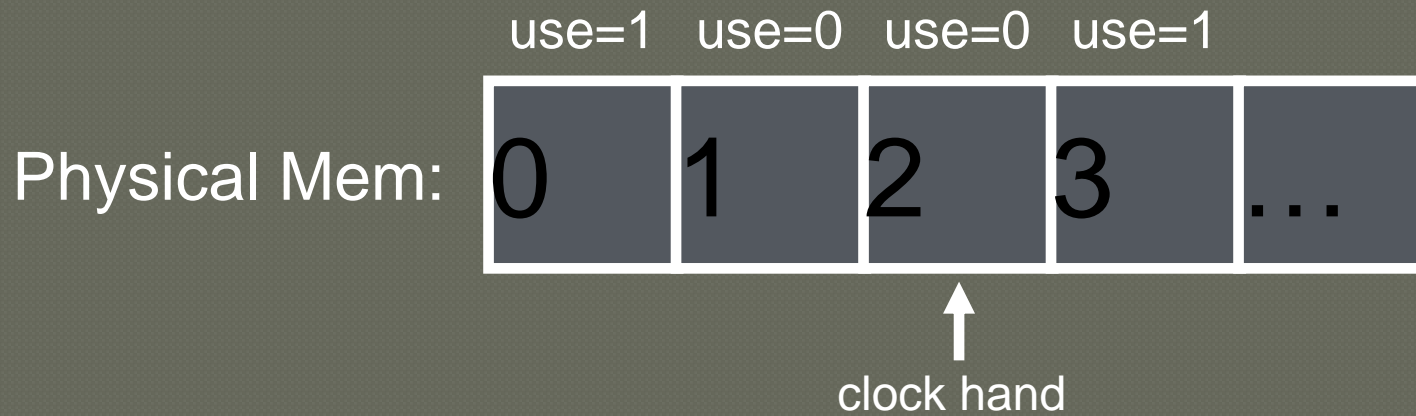 use=1 use=0 use=0 use=1
Physical Mem: 0 1 2 3 …
clock hand